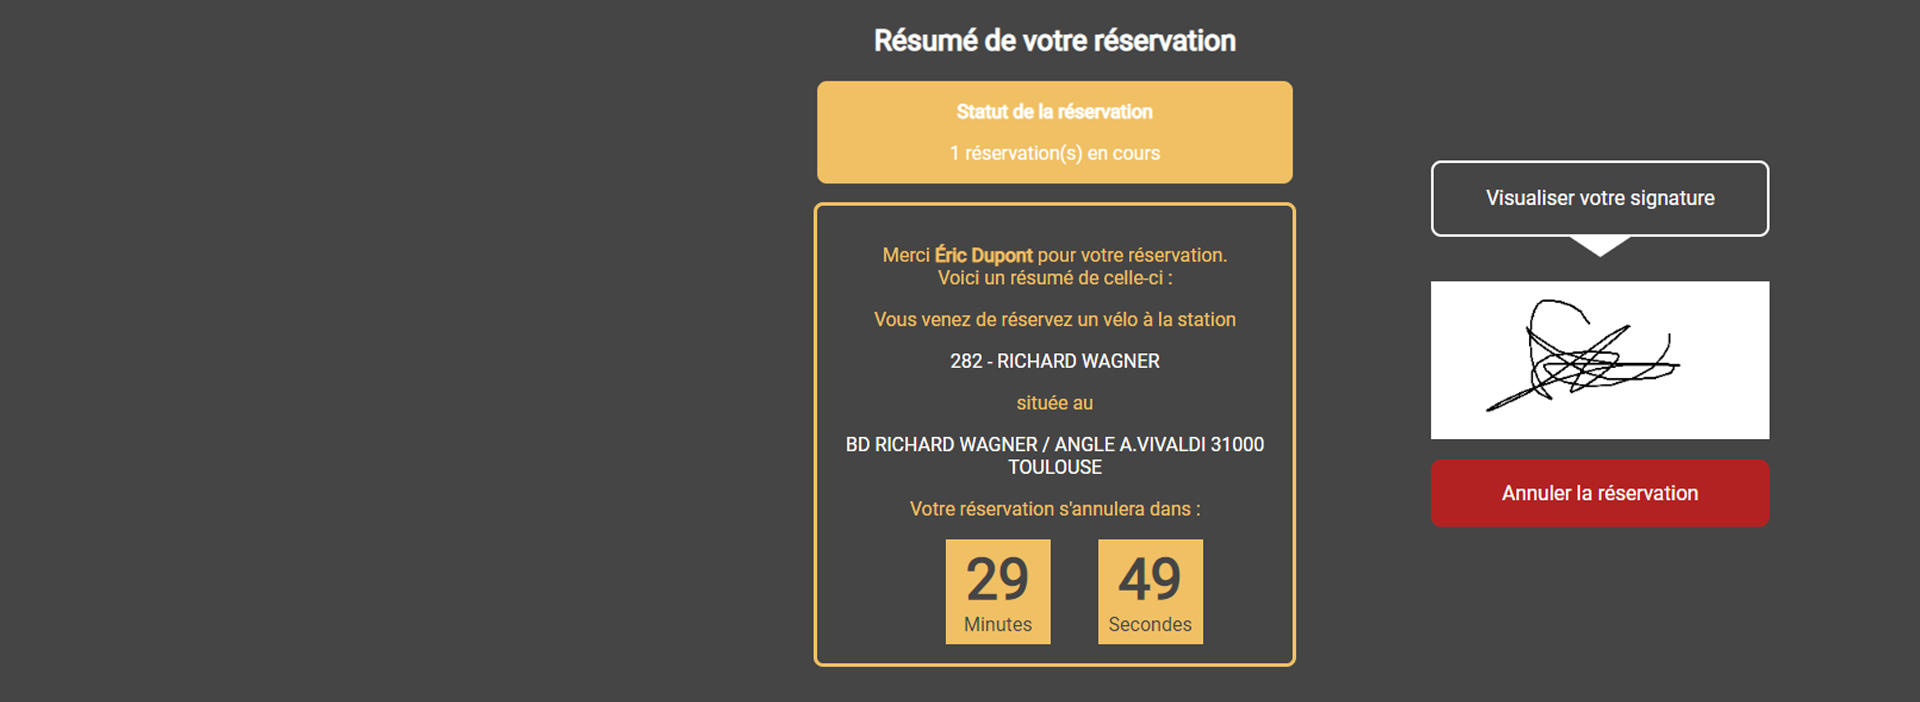 Résumé de votre réservation
Statut de la réservation
1 réservation(s) en cours
Merci Éric Dupont pour votre réservation.
Voici un résumé de celle-ci :
Vous venez de réservez un vélo à la station
282 - RICHARD WAGNER
située au
BD RICHARD WAGNER / ANGLE A.VIVALDI 31000
TOULOUSE
Votre réservation s'annulera dans :
29
Minutes
49
Secondes
Visualiser votre signature
Annuler la réservation